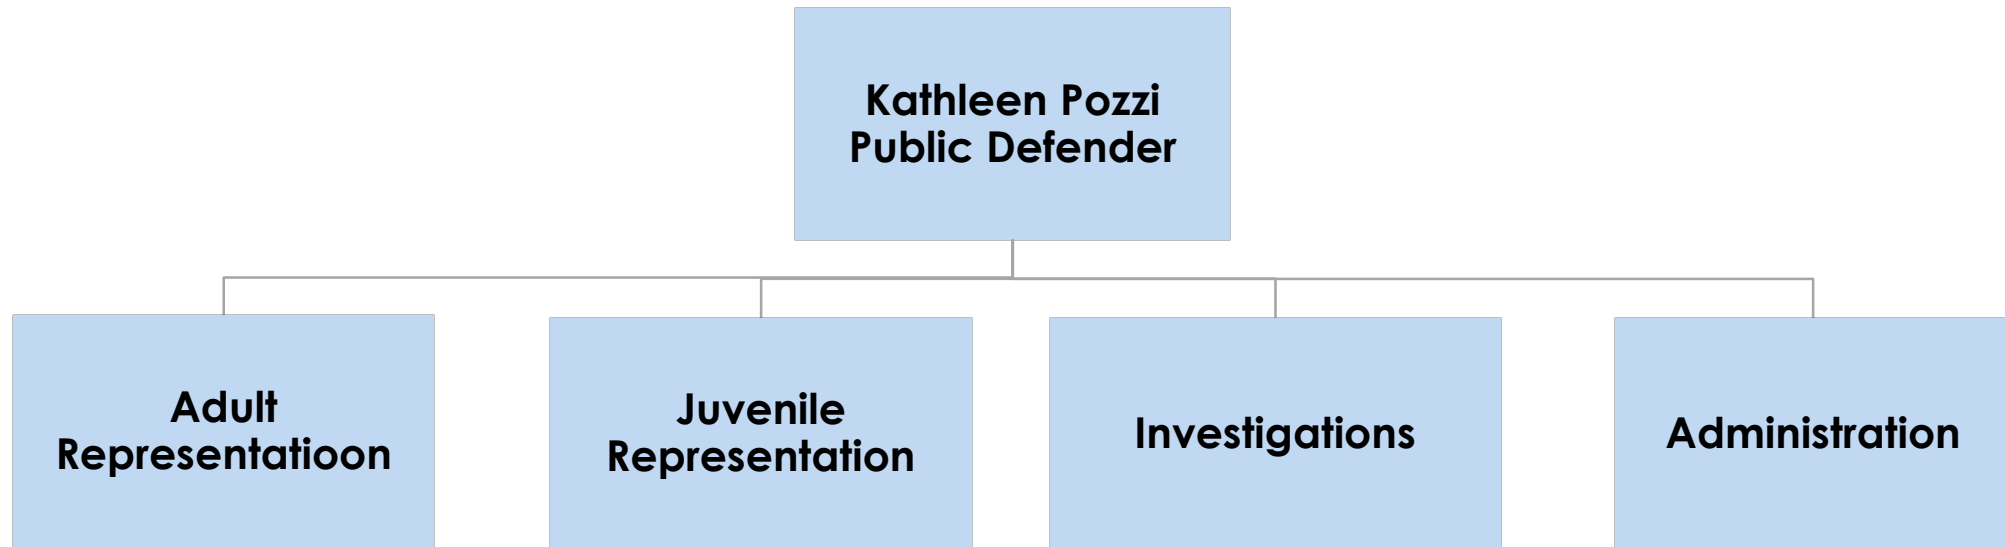 Kathleen Pozzi
Public Defender
Adult
Representatioon
Juvenile
Representation
Investigations
Administration